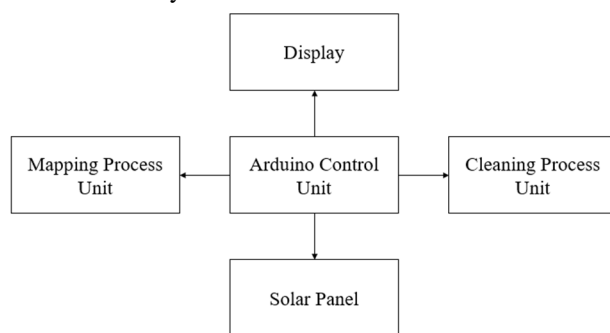 Display
Mapping Process
Unit
Arduino Control
Unit
Cleaning Process
Unit
Solar Panel